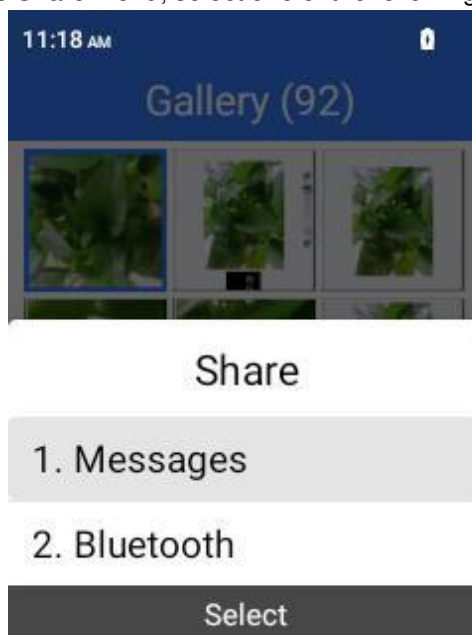 11:18 AM
Gallery (92)
Share
1. Messages
2. Bluetooth
Select